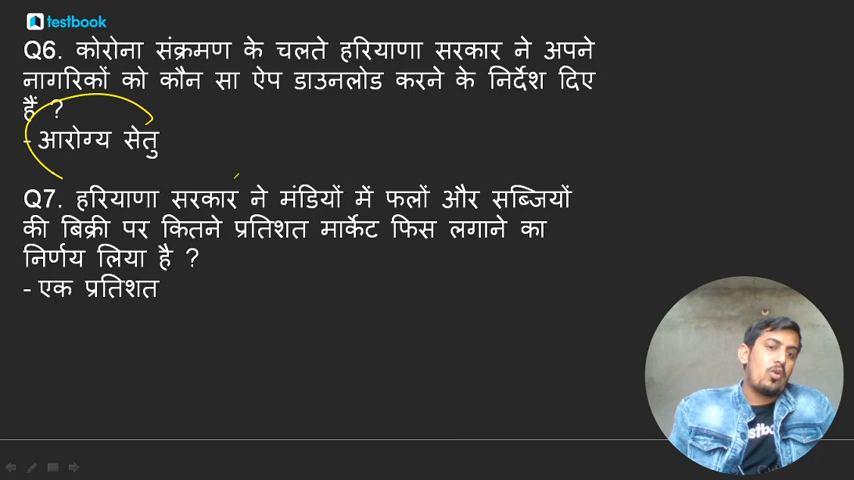 testbook
Q6. कोरोना संक्रमण के चलते हरियाणा सरकार ने अपने
नागरिकों को कौन सा ऐप डाउनलोड करने के निर्देश दिए
हैं ?
- आरोग्य सेतु
Q7. हरियाणा सरकार ने मंडियों में फलों और सब्जियों
की बिक्री पर कितने प्रतिशत मार्केट फिस लगाने का
निर्णय लिया है ?
- एक प्रतिशत